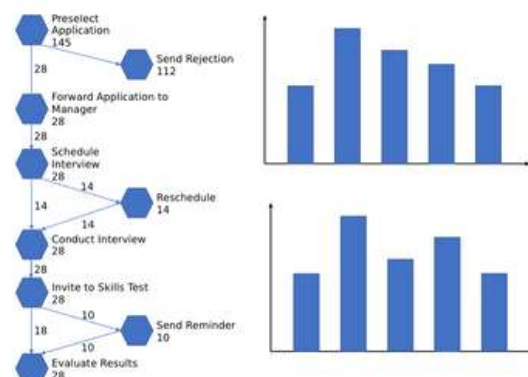 Preselect
Application
145
28
Send Rejection
112
Forward Application to
Manager
28
28
Schedule
Interview
28
14
14
Reschedule
14
14
Conduct Interview
28
28
Invite to Skills Test
28
10
18
Send Reminder
10
10
Evaluate Results
28